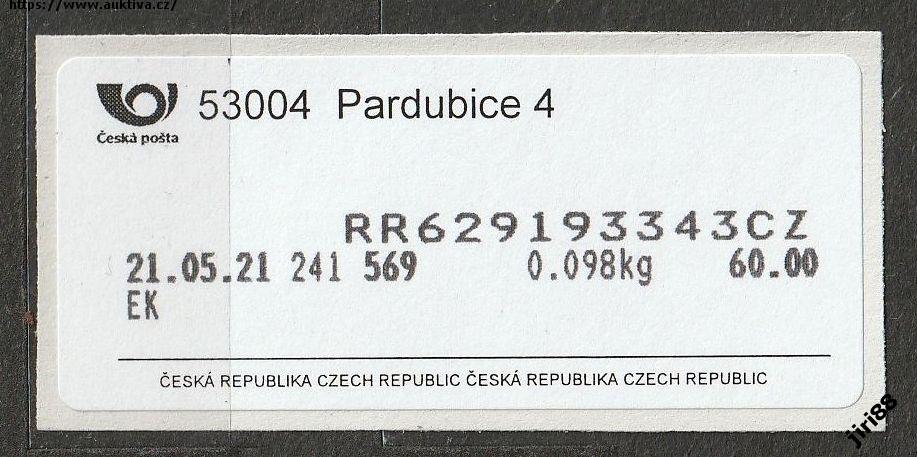 https://www.auktiva.cz/
53004 Pardubice 4
Česká pošta
RR629193343CZ
21.05.21 241 569 0.098kg 60.00
EK
ČESKÁ REPUBLIKA CZECH REPUBLIC ČESKÁ REPUBLIKA CZECH REPUBLIC
jiri88